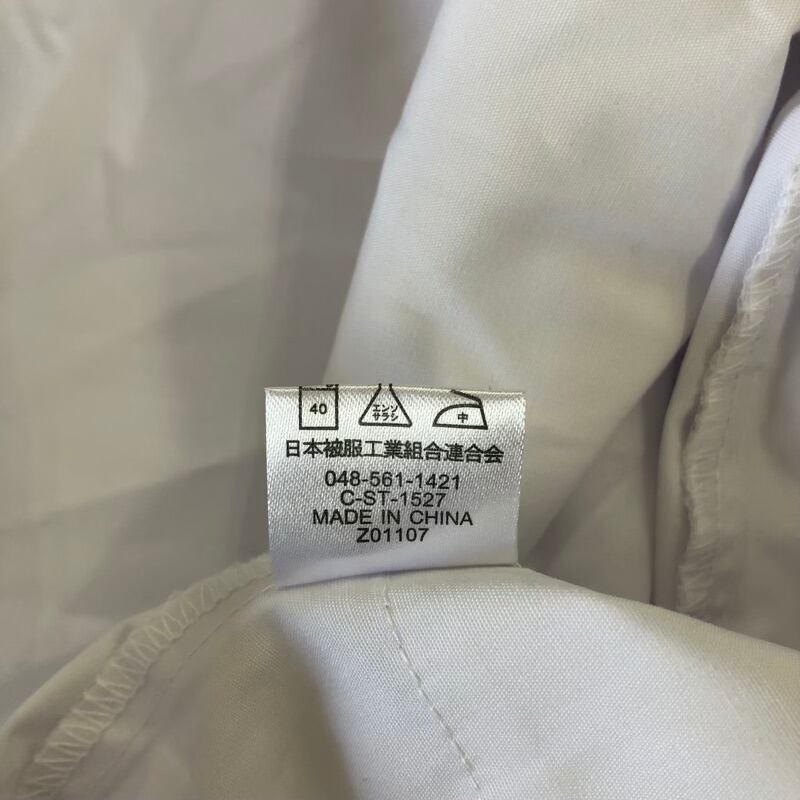 40 エンソ 中
サラシ
日本被服工業組合連合会
048-561-1421
C-ST-1527
MADE IN CHINA
Z01107